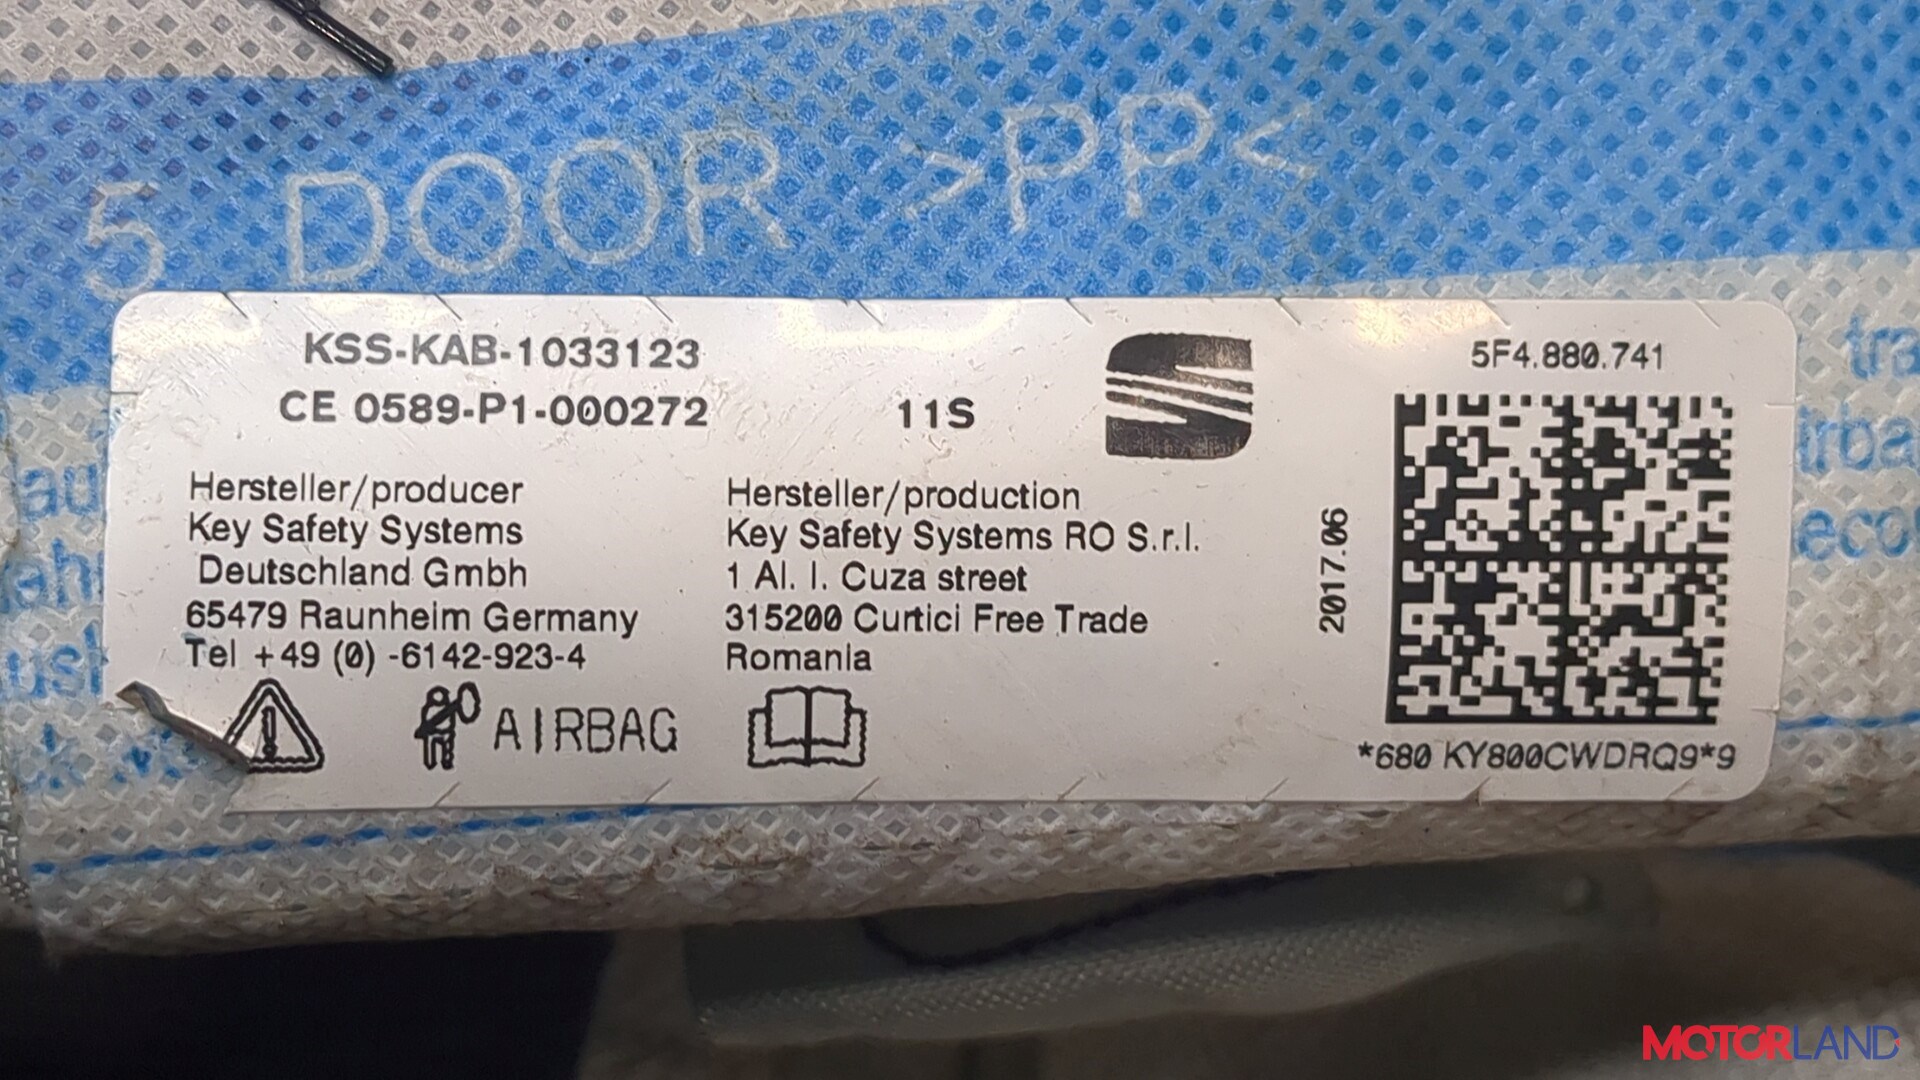 5 DOOR >PP<
KSS-KAB-1033123
CE 0589-P1-000272
11S
5F4.880.741
Hersteller/producer
Key Safety Systems
Deutschland Gmbh
65479 Raunheim Germany
Tel +49 (0) -6142-923-4
Hersteller/production
Key Safety Systems RO S.r.l.
1 Al. I. Cuza street
315200 Curtici Free Trade
Romania
2017.06
AIRBAG
*680 KY800CWDRQ9*9
MOTORLAND